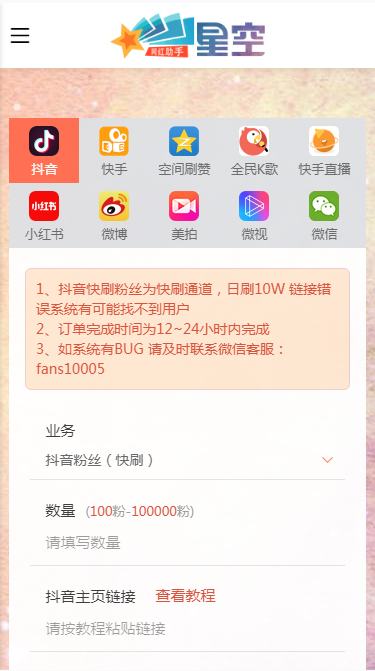 网红助手 星空
抖音 快手 空间刷赞 全民K歌 快手直播
小红书
小红书 微博 美拍 微视 微信
1、抖音快刷粉丝为快刷通道，日刷10W 链接错
误系统有可能找不到用户
2、订单完成时间为12~24小时内完成
3、如系统有BUG 请及时联系微信客服：
fans10005
业务
抖音粉丝（快刷）
数量 (100粉-100000粉)
请填写数量
抖音主页链接 查看教程
请按教程粘贴链接